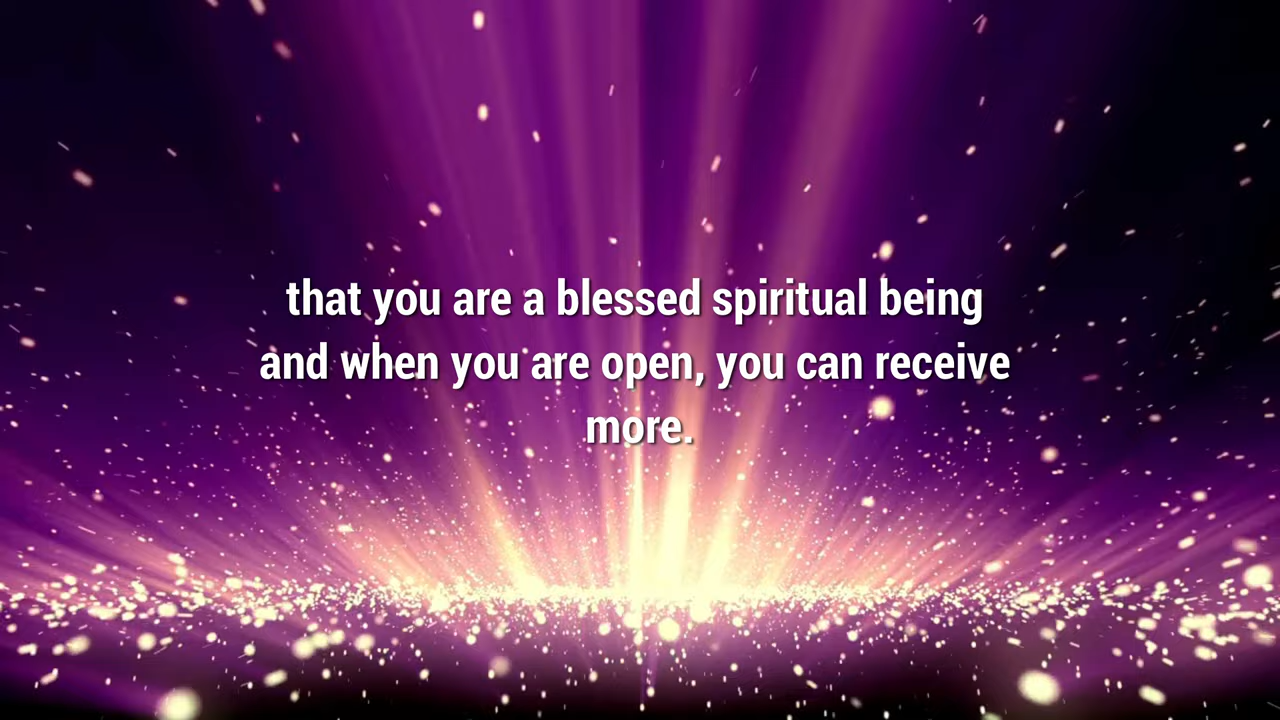 that you are a blessed spiritual being
and when you are open, you can receive
more.